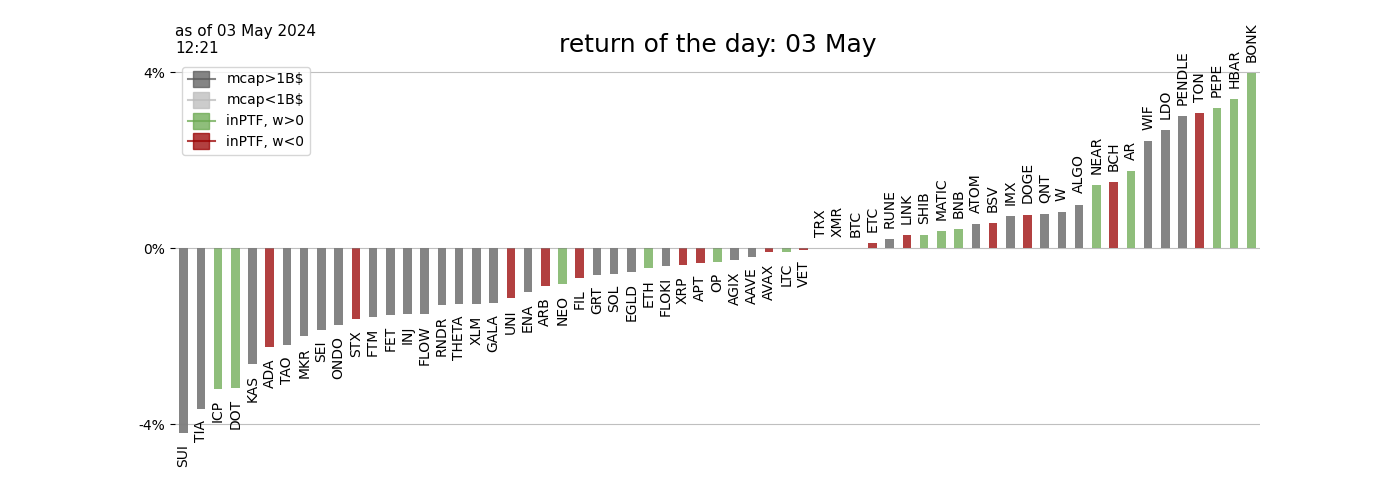 as of 03 May 2024
12:21
return of the day: 03 May
mcap>1B$
mcap<1B$
inPTF, w>0
inPTF, w<0
4%
0%
-4%
SUI
TIA
ICP
DOT
KAS
ADA
TAO
MKR
SEI
ONDO
STX
FTM
FET
INJ
FLOW
RNDR
THETA
XLM
GALA
UNI
ENA
ARB
NEO
FIL
GRT
SOL
EGLD
ETH
FLOKI
XRP
APT
OP
AGIX
AAVE
AVAX
LTC
VET
TRX
XMR
BTC
ETC
RUNE
LINK
SHIB
MATIC
BNB
ATOM
BSV
IMX
DOGE
QNT
W
ALGO
NEAR
BCH
AR
WIF
LDO
PENDLE
TON
PEPE
HBAR
BONK